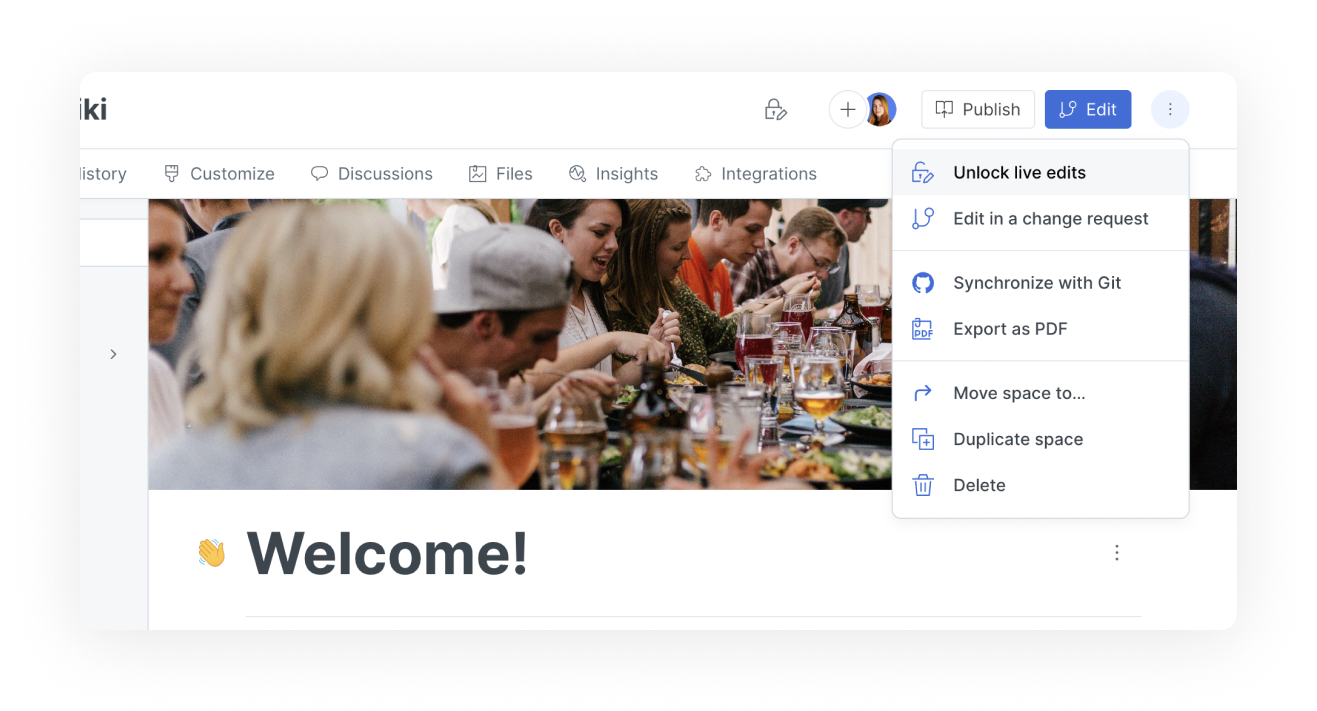 iki
Publish
Edit
istory
Customize
Discussions
Files
Insights
Integrations
Unlock live edits
Edit in a change request
Synchronize with Git
PDF
Export as PDF
Move space to...
Duplicate space
Delete
Welcome!